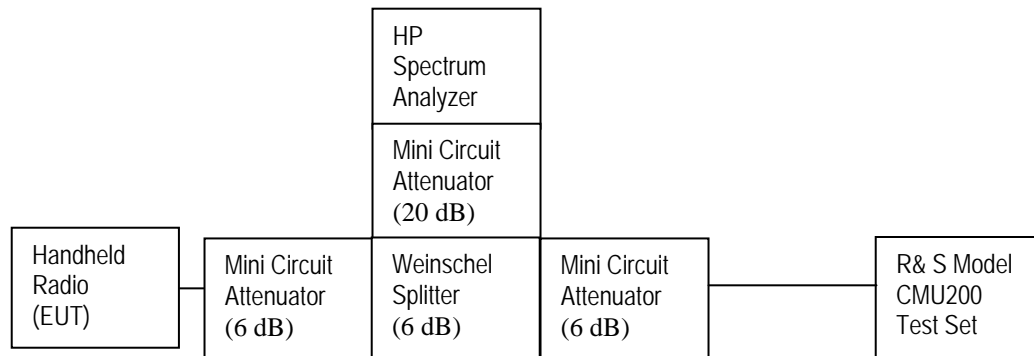 HP
Spectrum
Analyzer
Mini Circuit
Attenuator
(20 dB)
Handheld
Radio
(EUT)
Mini Circuit
Attenuator
(6 dB)
Weinschel
Splitter
(6 dB)
Mini Circuit
Attenuator
(6 dB)
R& S Model
CMU200
Test Set